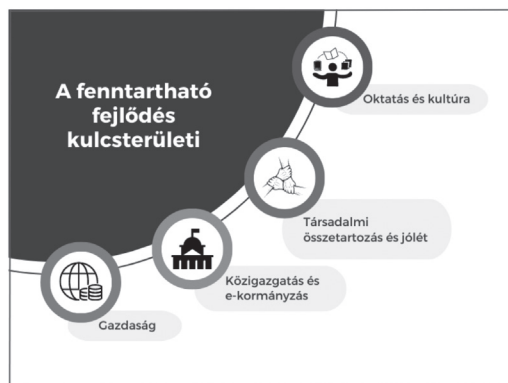 A fenntartható
fejlődés
kulcsterületi
Oktatás és kultúra
Társadalmi
összetartozás és jólét
Közigazgatás és
e-kormányzás
Gazdaság